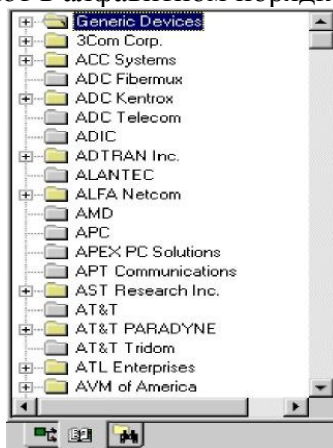 в алфавитном
Generic Devices
3Com Corp.
ACC Systems
ADC Fibermux
ADC Kentrox
ADC Telecom
ADIC
ADTRAN Inc.
ALANTEC
ALFA Netcom
AMD
APC
APEX PC Solutions
APT Communications
AST Research Inc.
AT&T
AT&T PARADYNE
AT&T Tridom
ATL Enterprises
AVM of America